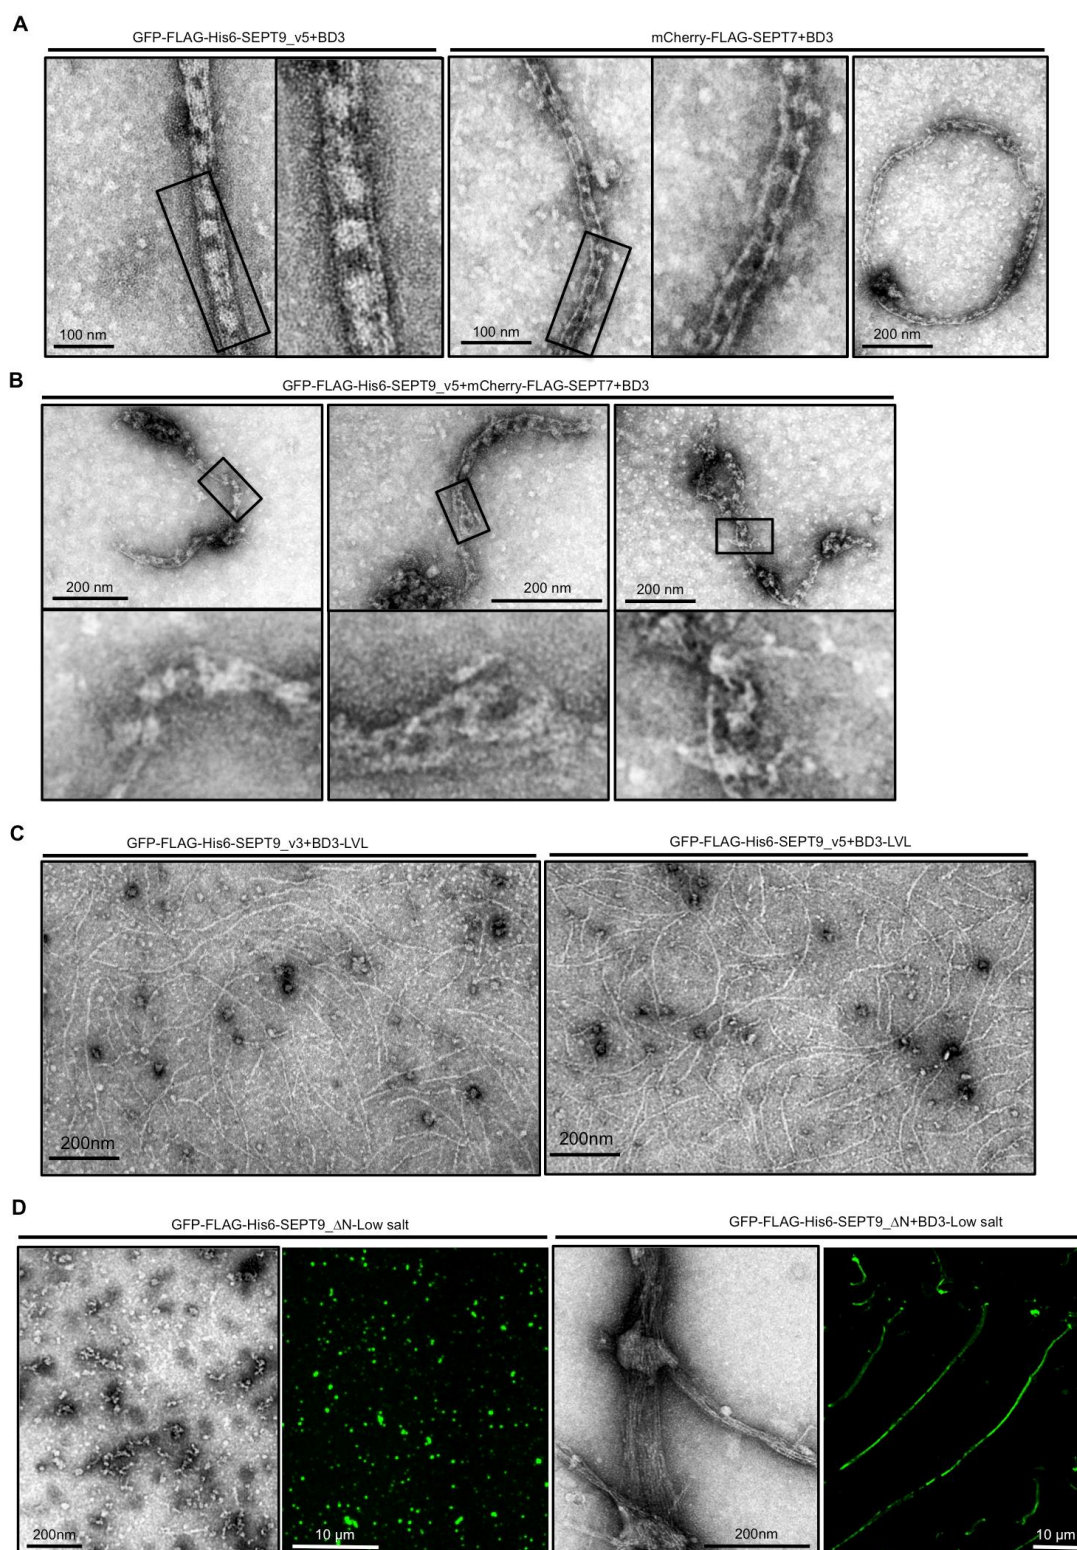 A
GFP-FLAG-His6-SEPT9_v5+BD3
mCherry-FLAG-SEPT7+BD3
100 nm
100 nm
200 nm
B
GFP-FLAG-His6-SEPT9_v5+mCherry-FLAG-SEPT7+BD3
200 nm
200 nm
200 nm
C
GFP-FLAG-His6-SEPT9_v3+BD3-LVL
GFP-FLAG-His6-SEPT9_v5+BD3-LVL
200nm
200nm
D
GFP-FLAG-His6-SEPT9_ΔN-Low salt
GFP-FLAG-His6-SEPT9_ΔN+BD3-Low salt
200nm
10 μm
200nm
10 μm